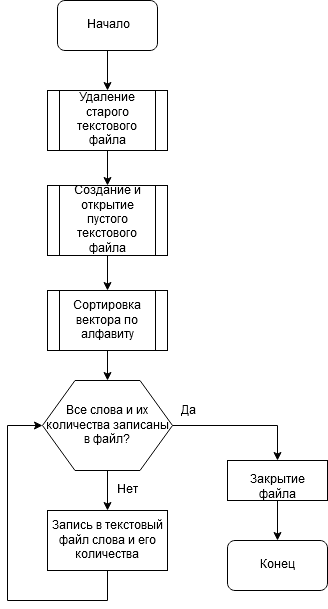 Начало
Удаление
старого
текстового
файла
Создание и
открытие
пустого
текстового
файла
Сортировка
вектора по
алфавиту
Все слова и их
количества записаны
в файл?
Да
Нет
Закрытие
файла
Запись в текстовый
файл слова и его
количества
Конец